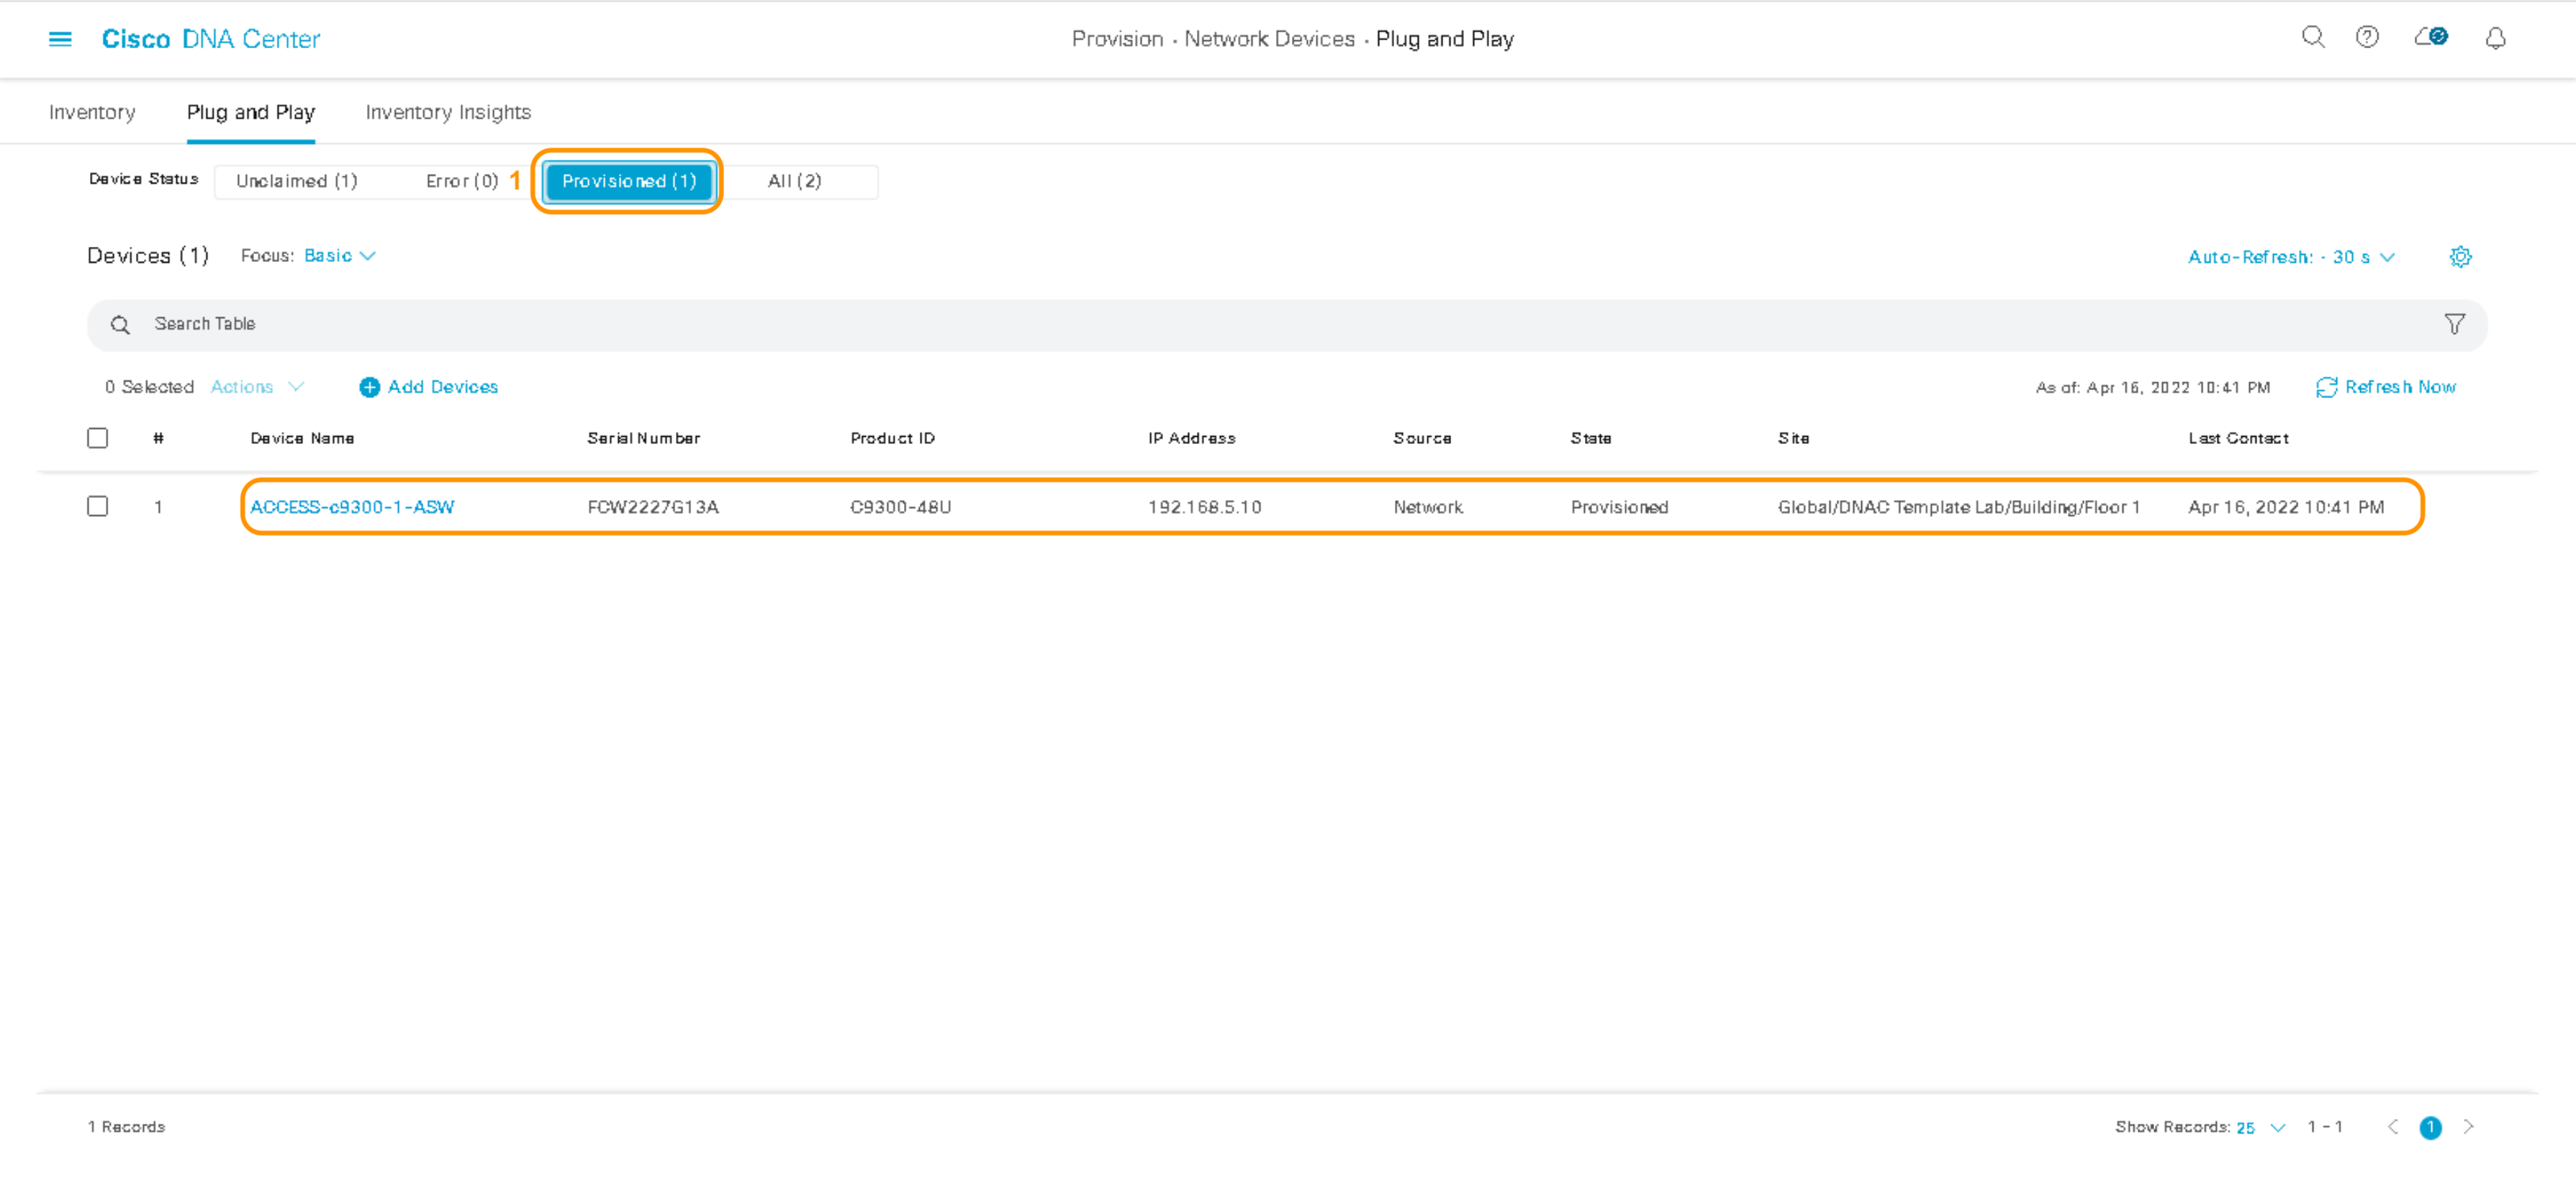 Cisco DNA Center
Provision · Network Devices · Plug and Play
Inventory Plug and Play Inventory Insights
Device Status Unclaimed (1) Error (0) 1 Provisioned (1) All (2)
Devices (1) Focus: Basic Auto-Refresh: - 30 s
Search Table
0 Selected Actions Add Devices As of: Apr 16, 2022 10:41 PM Refresh Now
# Device Name Serial Number Product ID IP Address Source State Site Last Contact
1 ACCESS-c9300-1-ASW FCW2227G13A C9300-48U 192.168.5.10 Network Provisioned Global/DNAC Template Lab/Building/Floor 1 Apr 16, 2022 10:41 PM
1 Records Show Records: 25 1 - 1 1